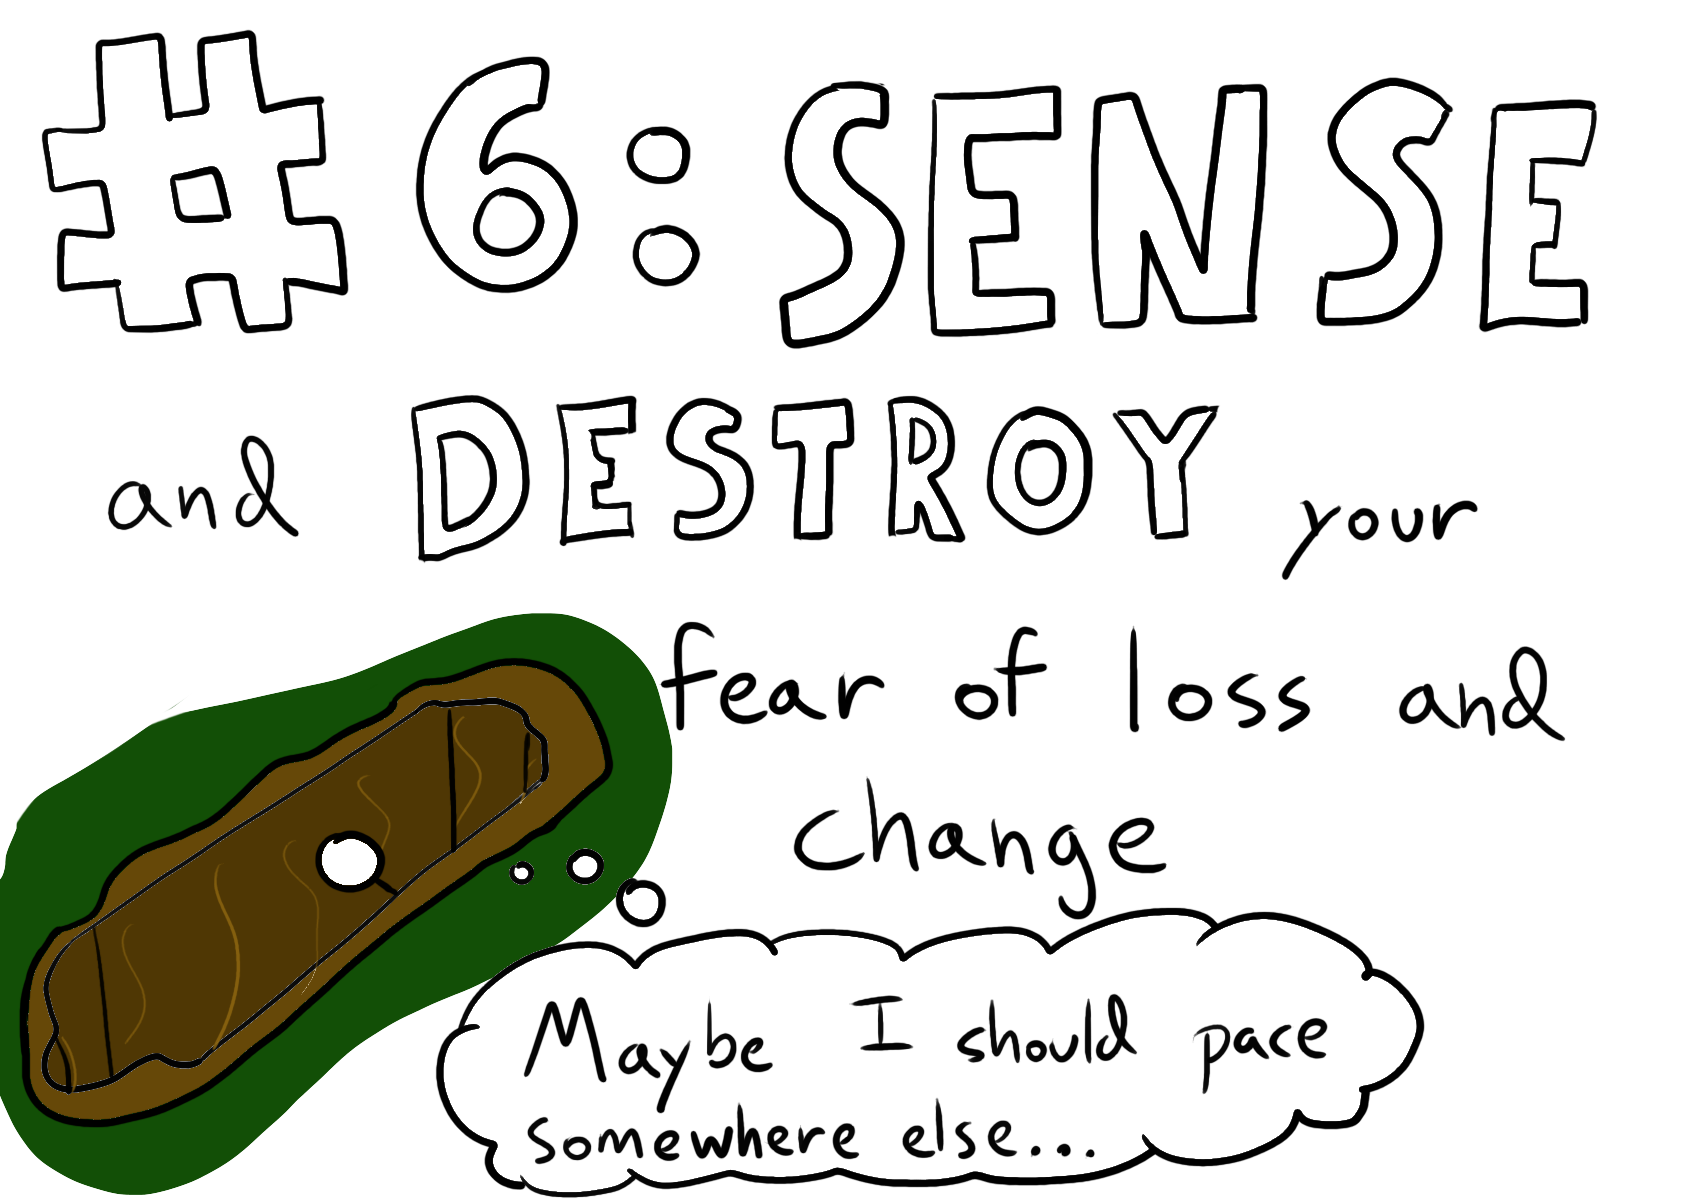 #6: SENSE
and DESTROY your
fear of loss and
change
Maybe I should pace
somewhere else...